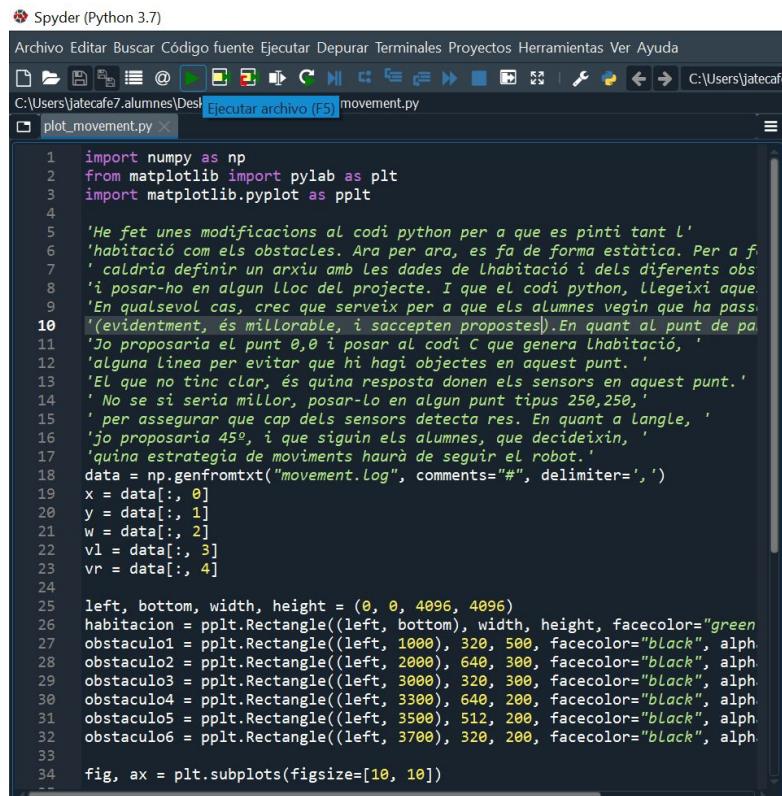 Spyder (Python 3.7)
Archivo Editar Buscar Código fuente Ejecutar Depurar Terminales Proyectos Herramientas Ver Ayuda
C:\Users\jatecafe
C:\Users\jatecafe7.alumnes\Desk movement.py
Ejecutar archivo (F5)
plot_movement.py
1 import numpy as np
2 from matplotlib import pylab as plt
3 import matplotlib.pyplot as pplt
4
5 'He fet unes modificacions al codi python per a que es pinti tant l'
6 'habitació com els obstacles. Ara per ara, es fa de forma estàtica. Per a f
7 ' caldria definir un arxiu amb les dades de lhabitació i dels diferents obs
8 'i posar-ho en algun lloc del projecte. I que el codi python, llegeixi aque
9 'En qualsevol cas, crec que serveix per a que els alumnes vegin que ha pass
10 '(evidentment, és millorable, i saccepten propostes).En quant al punt de pa
11 'Jo proposaria el punt 0,0 i posar al codi C que genera lhabitació, '
12 'alguna linea per evitar que hi hagi objectes en aquest punt. '
13 'El que no tinc clar, és quina resposta donen els sensors en aquest punt.'
14 ' No se si seria millor, posar-lo en algun punt tipus 250,250,'
15 ' per assegurar que cap dels sensors detecta res. En quant a langle, '
16 'jo proposaria 45º, i que siguin els alumnes, que decideixin, '
17 'quina estrategia de moviments haurà de seguir el robot.'
18 data = np.genfromtxt("movement.log", comments="#", delimiter=',')
19 x = data[:, 0]
20 y = data[:, 1]
21 w = data[:, 2]
22 vl = data[:, 3]
23 vr = data[:, 4]
24
25 left, bottom, width, height = (0, 0, 4096, 4096)
26 habitacion = pplt.Rectangle((left, bottom), width, height, facecolor="green
27 obstaculo1 = pplt.Rectangle((left, 1000), 320, 500, facecolor="black", alph
28 obstaculo2 = pplt.Rectangle((left, 2000), 640, 300, facecolor="black", alph
29 obstaculo3 = pplt.Rectangle((left, 3000), 320, 300, facecolor="black", alph
30 obstaculo4 = pplt.Rectangle((left, 3300), 640, 200, facecolor="black", alph
31 obstaculo5 = pplt.Rectangle((left, 3500), 512, 200, facecolor="black", alph
32 obstaculo6 = pplt.Rectangle((left, 3700), 320, 200, facecolor="black", alph
33
34 fig, ax = plt.subplots(figsize=[10, 10])